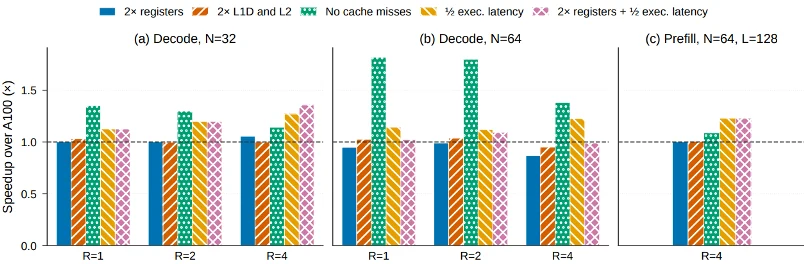 2× registers 2× L1D and L2 No cache misses ½ exec. latency 2× registers + ½ exec. latency
(a) Decode, N=32 (b) Decode, N=64 (c) Prefill, N=64, L=128
Speedup over A100 (×)
1.5
1.0
0.5
0.0
R=1 R=2 R=4 R=1 R=2 R=4 R=4